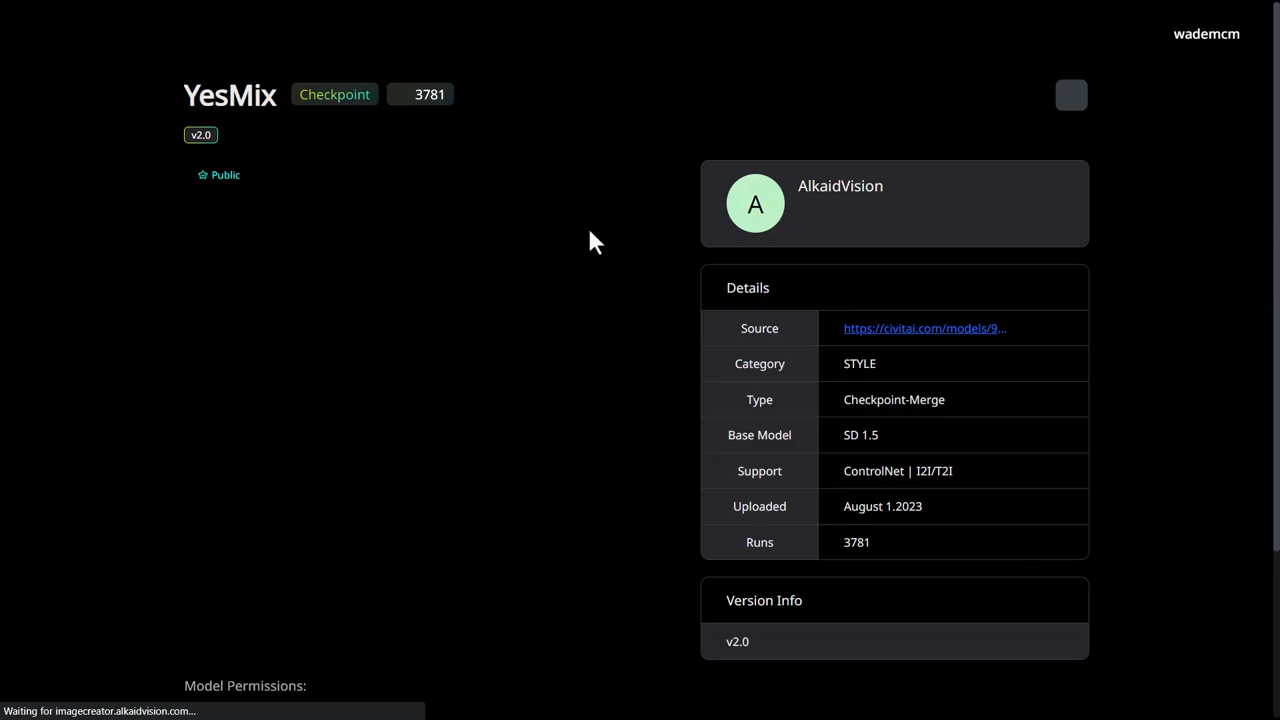 wademcm
YesMix Checkpoint 3781
v2.0
Public
A AlkaidVision
Details
Source https://civitai.com/models/9...
Category STYLE
Type Checkpoint-Merge
Base Model SD 1.5
Support ControlNet | I2I/T2I
Uploaded August 1.2023
Runs 3781
Version Info
v2.0
Model Permissions:
Waiting for imagecreator.alkaidvision.com...